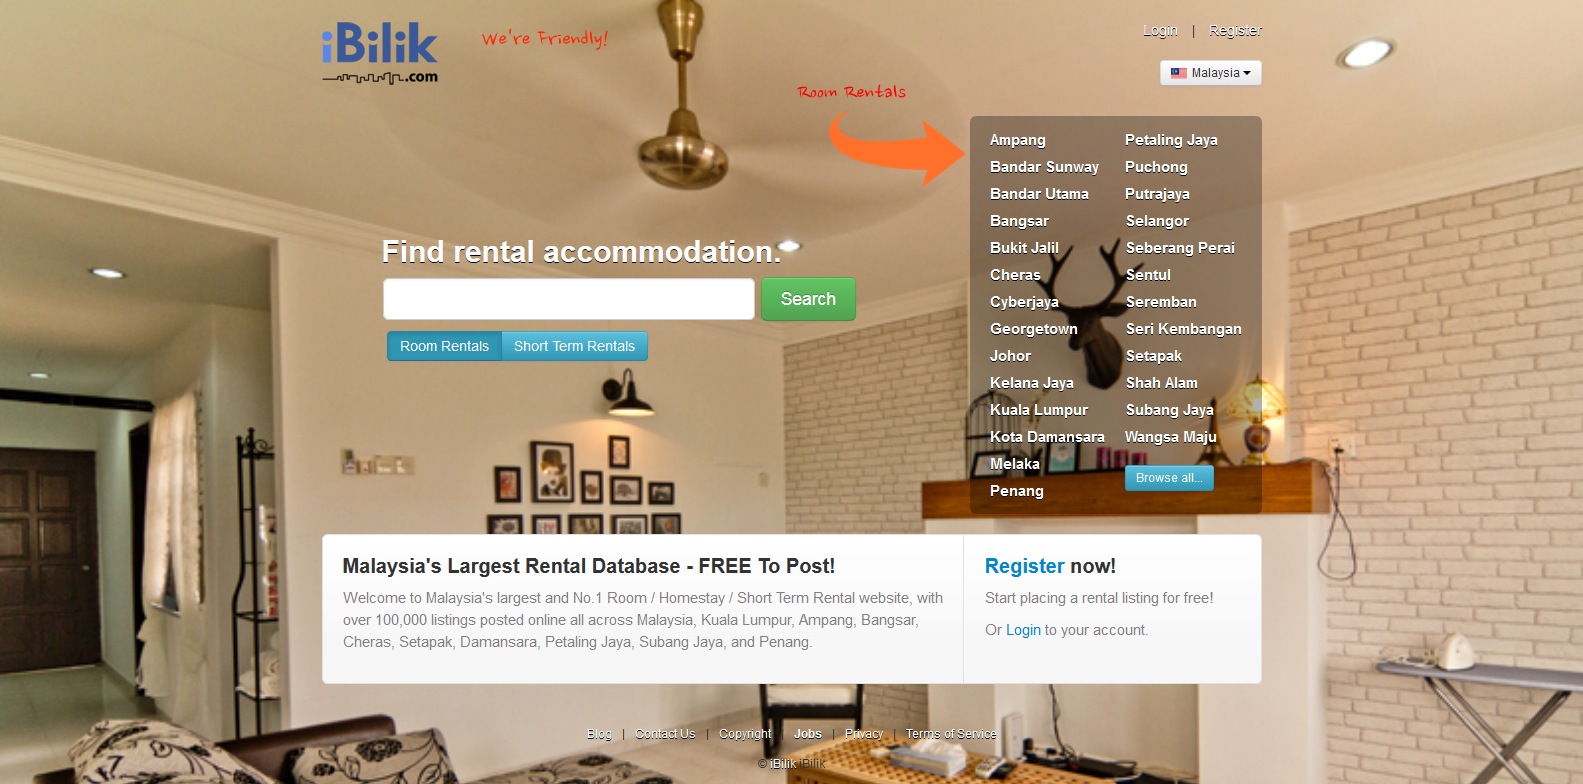 iBilik
.com
We're Friendly!
Login | Register
Malaysia
Room Rentals
Ampang
Bandar Sunway
Bandar Utama
Bangsar
Bukit Jalil
Cheras
Cyberjaya
Georgetown
Johor
Kelana Jaya
Kuala Lumpur
Kota Damansara
Melaka
Penang
Petaling Jaya
Puchong
Putrajaya
Selangor
Seberang Perai
Sentul
Seremban
Seri Kembangan
Setapak
Shah Alam
Subang Jaya
Wangsa Maju
Browse all...
Find rental accommodation.
Search
Room Rentals Short Term Rentals
Malaysia's Largest Rental Database - FREE To Post!
Welcome to Malaysia's largest and No.1 Room / Homestay / Short Term Rental website, with
over 100,000 listings posted online all across Malaysia, Kuala Lumpur, Ampang, Bangsar,
Cheras, Setapak, Damansara, Petaling Jaya, Subang Jaya, and Penang.
Register now!
Start placing a rental listing for free!
Or Login to your account.
Blog | Contact Us | Copyright | Jobs | Privacy | Terms of Service
© iBilik iBilik